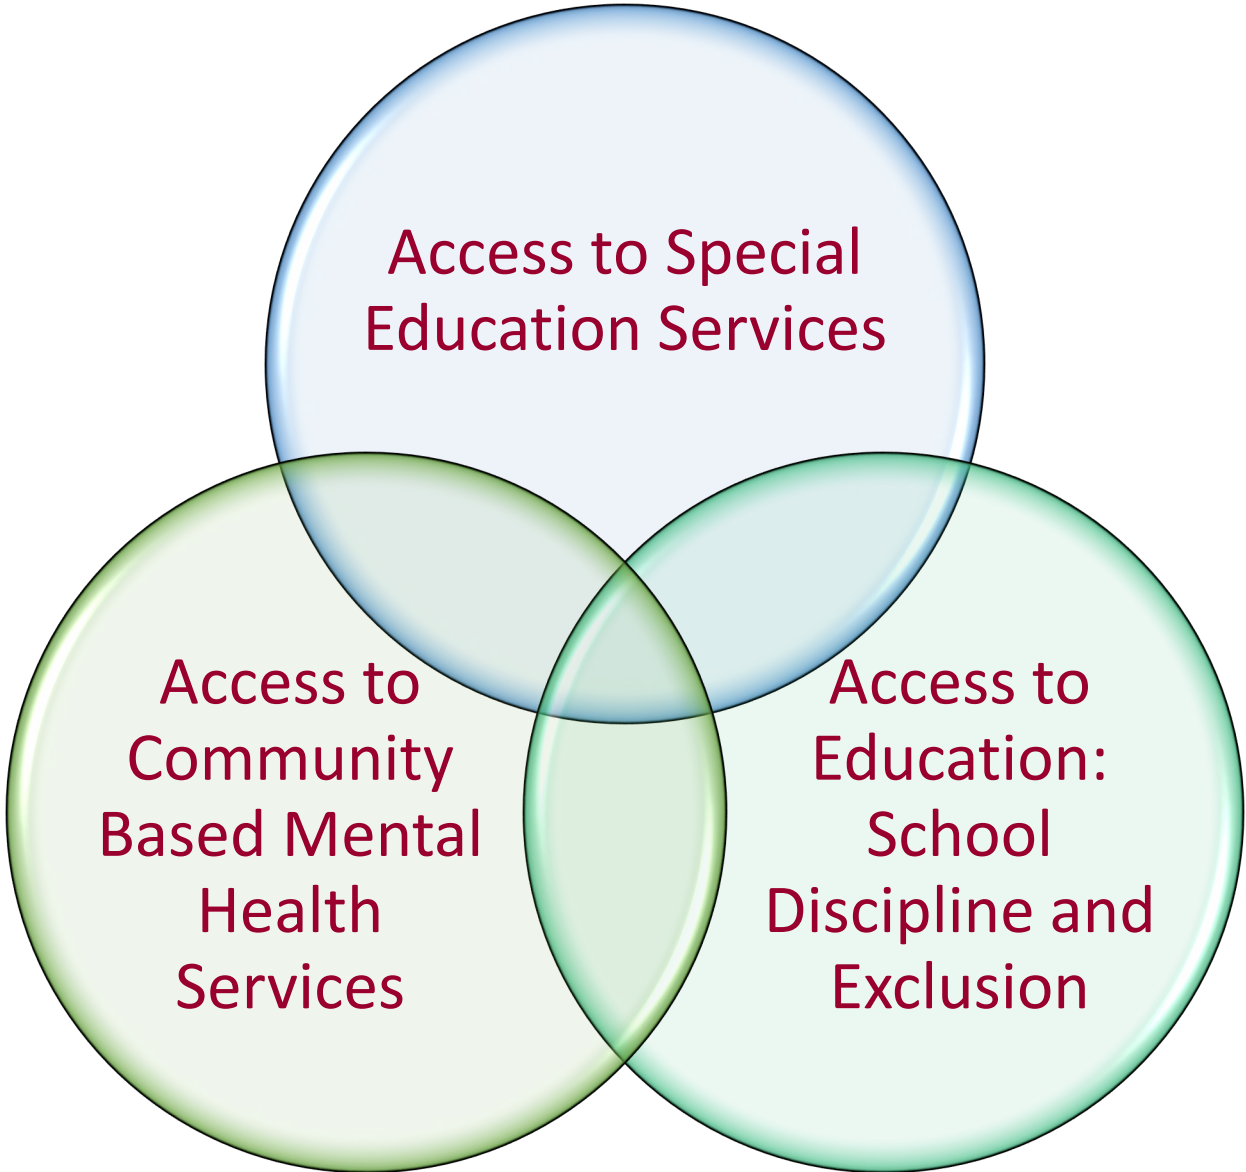 Access to Special
Education Services
Access to
Community
Based Mental
Health
Services
Access to
Education:
School
Discipline and
Exclusion